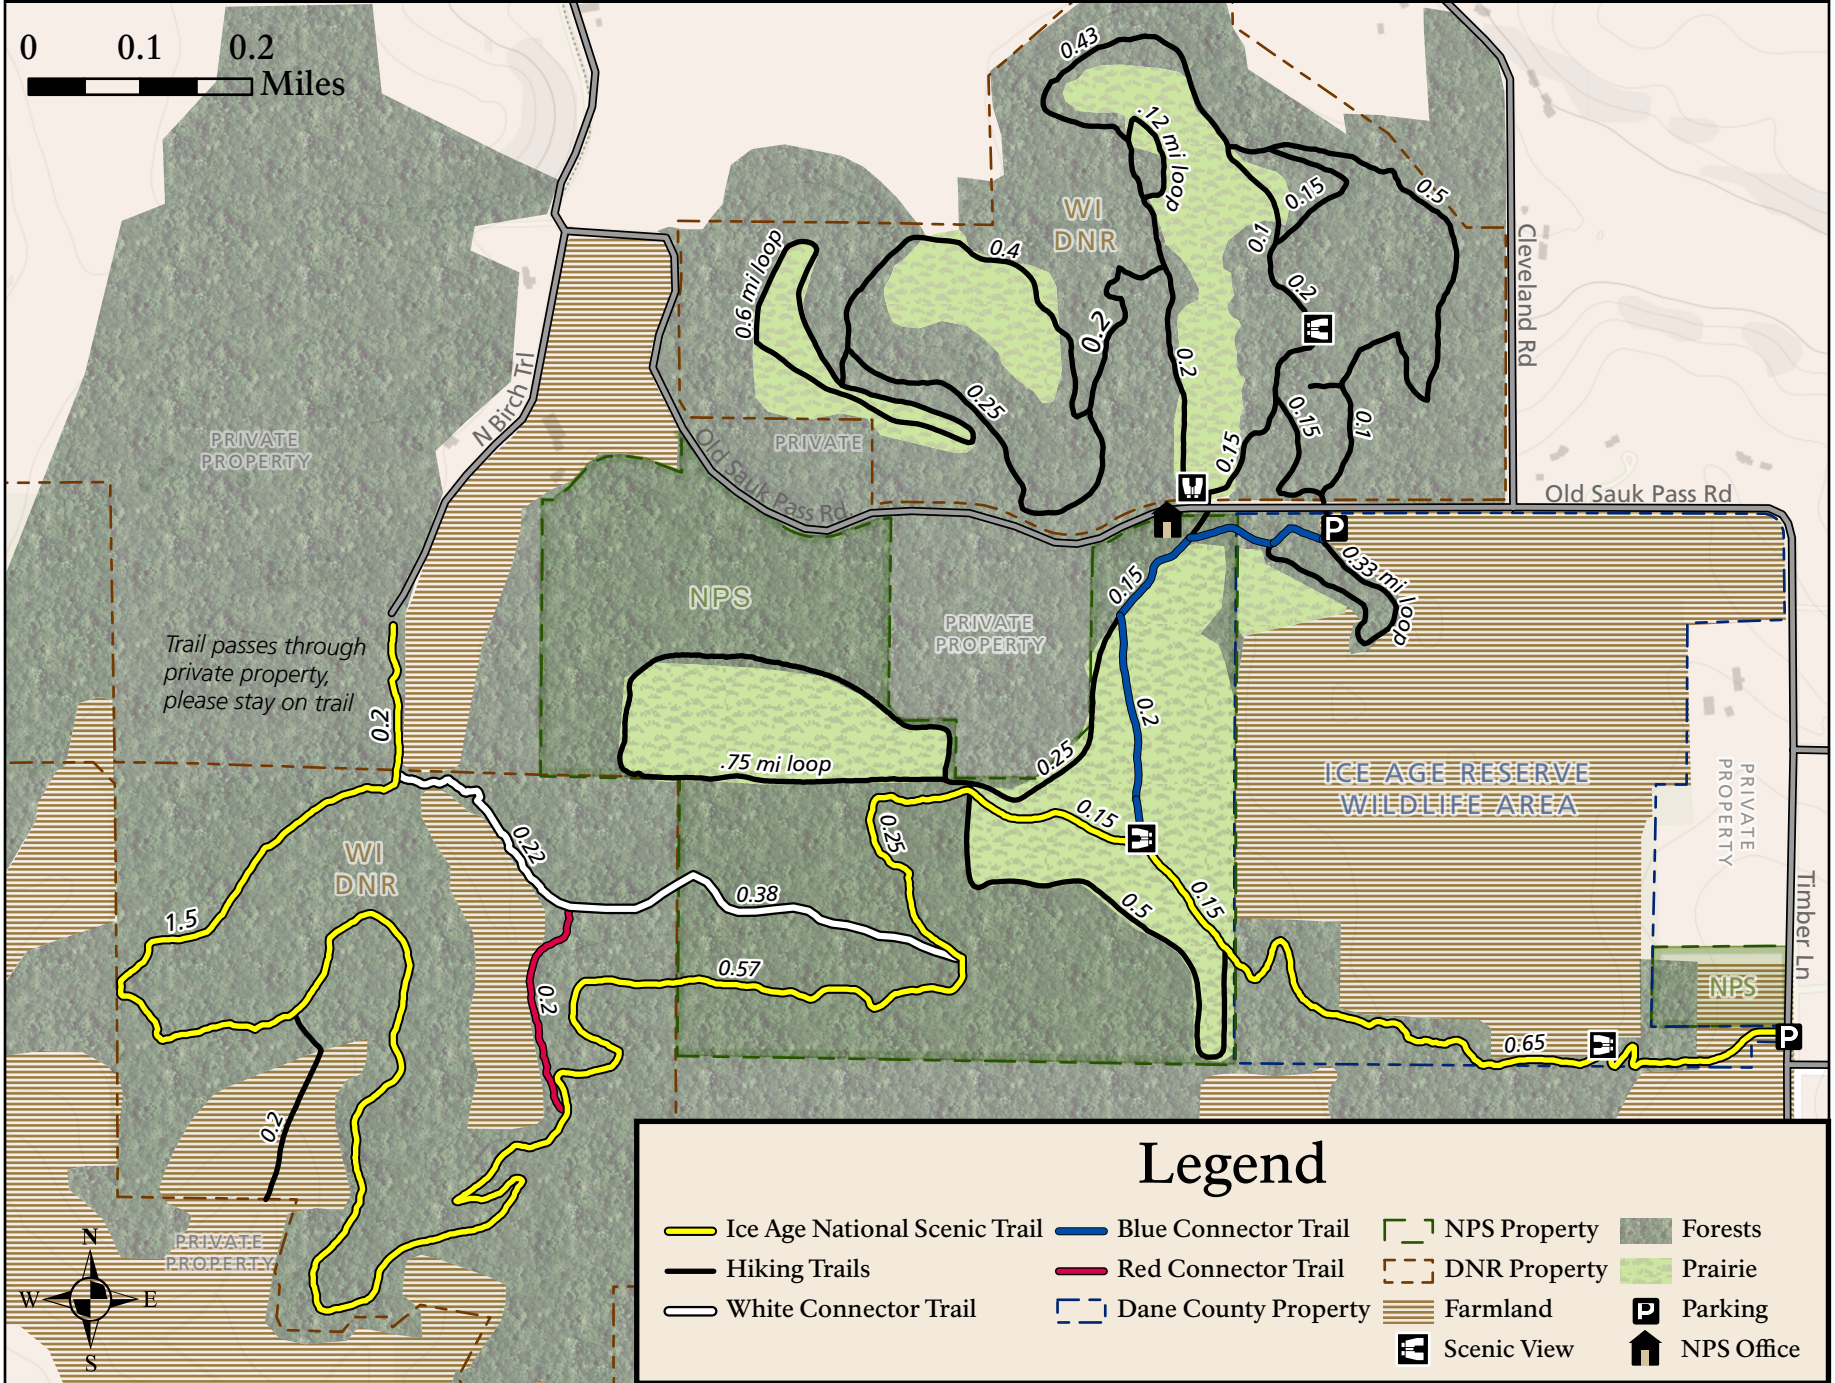 0 0.1 0.2
Miles
0.43
.12 mi loop
0.15
0.5
WI
DNR
0.1
0.4
0.6 mi loop
0.2
0.2
0.2
Cleveland Rd
N Birch Trl
0.25
0.15
0.1
0.15
PRIVATE
PROPERTY
PRIVATE
Old Sauk Pass Rd
Old Sauk Pass Rd
P
0.33 mi loop
0.15
NPS
PRIVATE
PROPERTY
Trail passes through
private property,
please stay on trail
0.2
0.2
0.25
.75 mi loop
ICE AGE RESERVE
WILDLIFE AREA
PRIVATE
PROPERTY
0.15
0.25
0.22
WI
DNR
0.38
0.5
0.15
1.5
Timber Ln
0.57
0.2
NPS
0.65
P
0.2
PRIVATE
PROPERTY
N
W E
S
Legend
Ice Age National Scenic Trail
Hiking Trails
White Connector Trail
Blue Connector Trail
Red Connector Trail
Dane County Property
NPS Property
DNR Property
Farmland
Scenic View
Forests
Prairie
P Parking
NPS Office